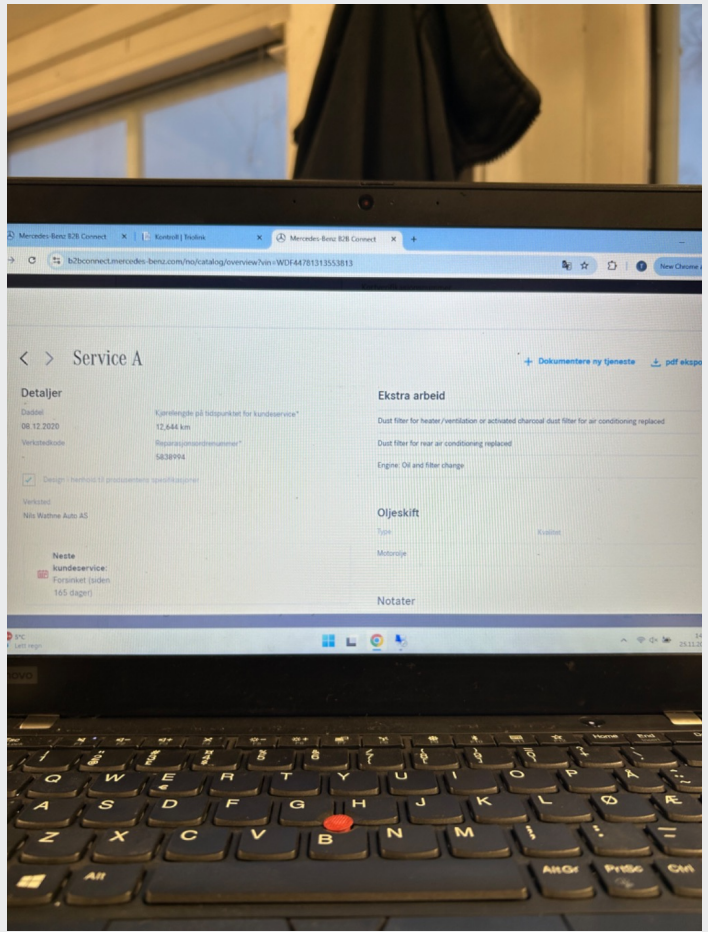 Mercedes-Benz B2B Connect
Kontroll | Triolink
Mercedes-Benz B2B Connect
b2bconnect.mercedes-benz.com/no/catalog/overview?vin=WDF44781313553813
New Chrome
Service A
Dokumentere ny tjeneste
pdf ekspo
Detaljer
Ekstra arbeid
Kjørelengde på tidspunktet for kundeservice*
Dust filter for heater/ventilation or activated charcoal dust filter for air conditioning replaced
08.12.2020
12,644 km
Verkstedkode
Reparasjonsordrenummer*
Dust filter for rear air conditioning replaced
-
5838994
Engine: Oil and filter change
Verksted
Nils Wathne Auto AS
Oljeskift
Type
Kvalitet
Motorolje
-
Neste
kundeservice:
Forsinket (siden
165 dager)
Notater
5°C
Lett regn
novo
Home
End
Q W E R T Y U I O P Å
A S D F G H J K L Ø Æ
Z X C V B N M
Alt
AltGr
PrtSc
Ctrl